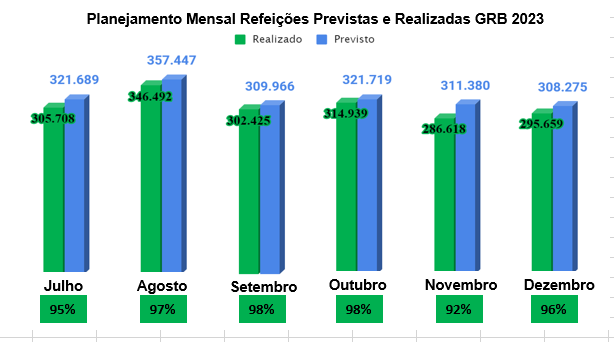 Planejamento Mensal Refeições Previstas e Realizadas GRB 2023
Realizado Previsto
321.689 357.447 309.966 321.719 311.380 308.275
305.708 346.492 302.425 314.939 286.618 295.659
Julho Agosto Setembro Outubro Novembro Dezembro
95% 97% 98% 98% 92% 96%